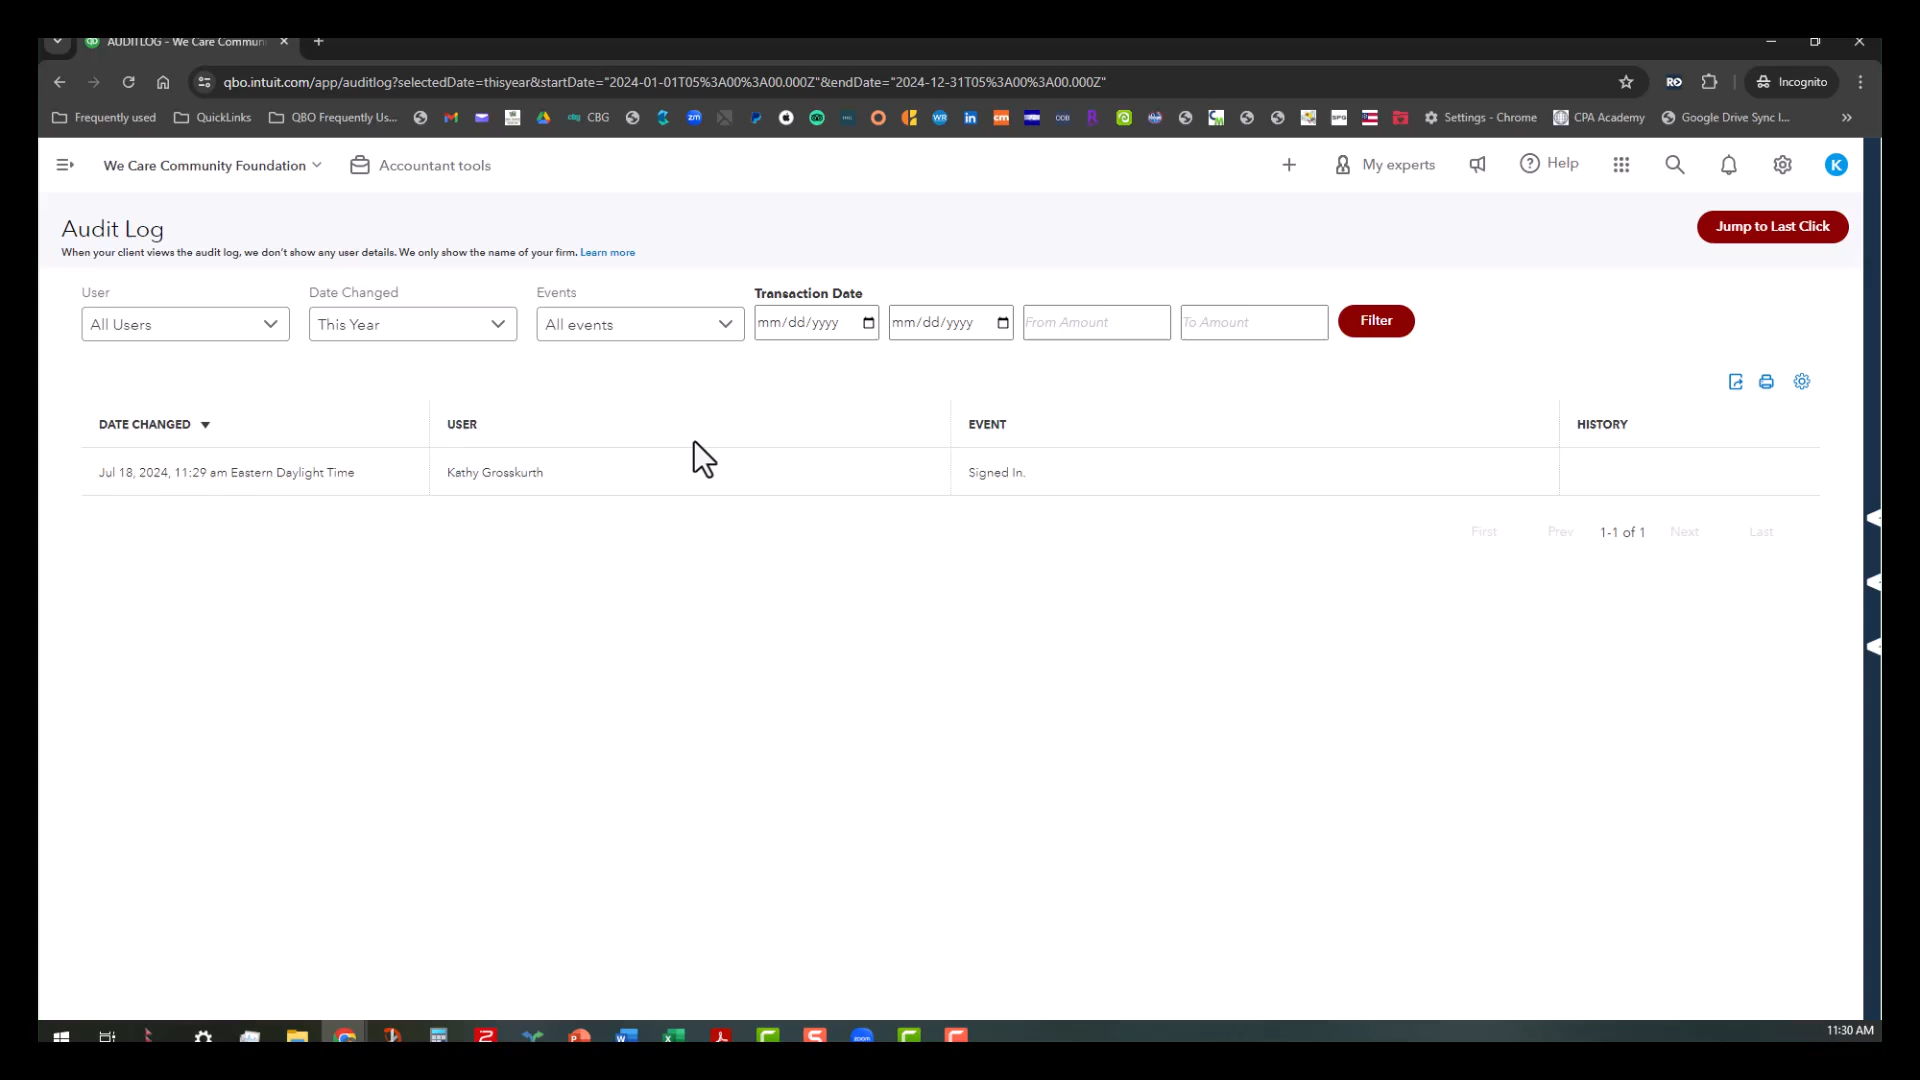 AUDITLOG - We Care Communi
qbo.intuit.com/app/auditlog?selectedDate=thisyear&startDate="2024-01-01T05%3A00%3A00.000Z"&endDate="2024-12-31T05%3A00%3A00.000Z"
Incognito
Frequently used QuickLinks QBO Frequently Us... CBG Settings - Chrome CPA Academy Google Drive Sync I...
We Care Community Foundation Accountant tools My experts Help K
Audit Log
Jump to Last Click
When your client views the audit log, we don't show any user details. We only show the name of your firm. Learn more
User Date Changed Events Transaction Date
All Users This Year All events mm/dd/yyyy mm/dd/yyyy From Amount To Amount Filter
DATE CHANGED USER EVENT HISTORY
Jul 18, 2024, 11:29 am Eastern Daylight Time Kathy Grosskurth Signed In.
First Prev 1-1 of 1 Next Last
11:30 AM